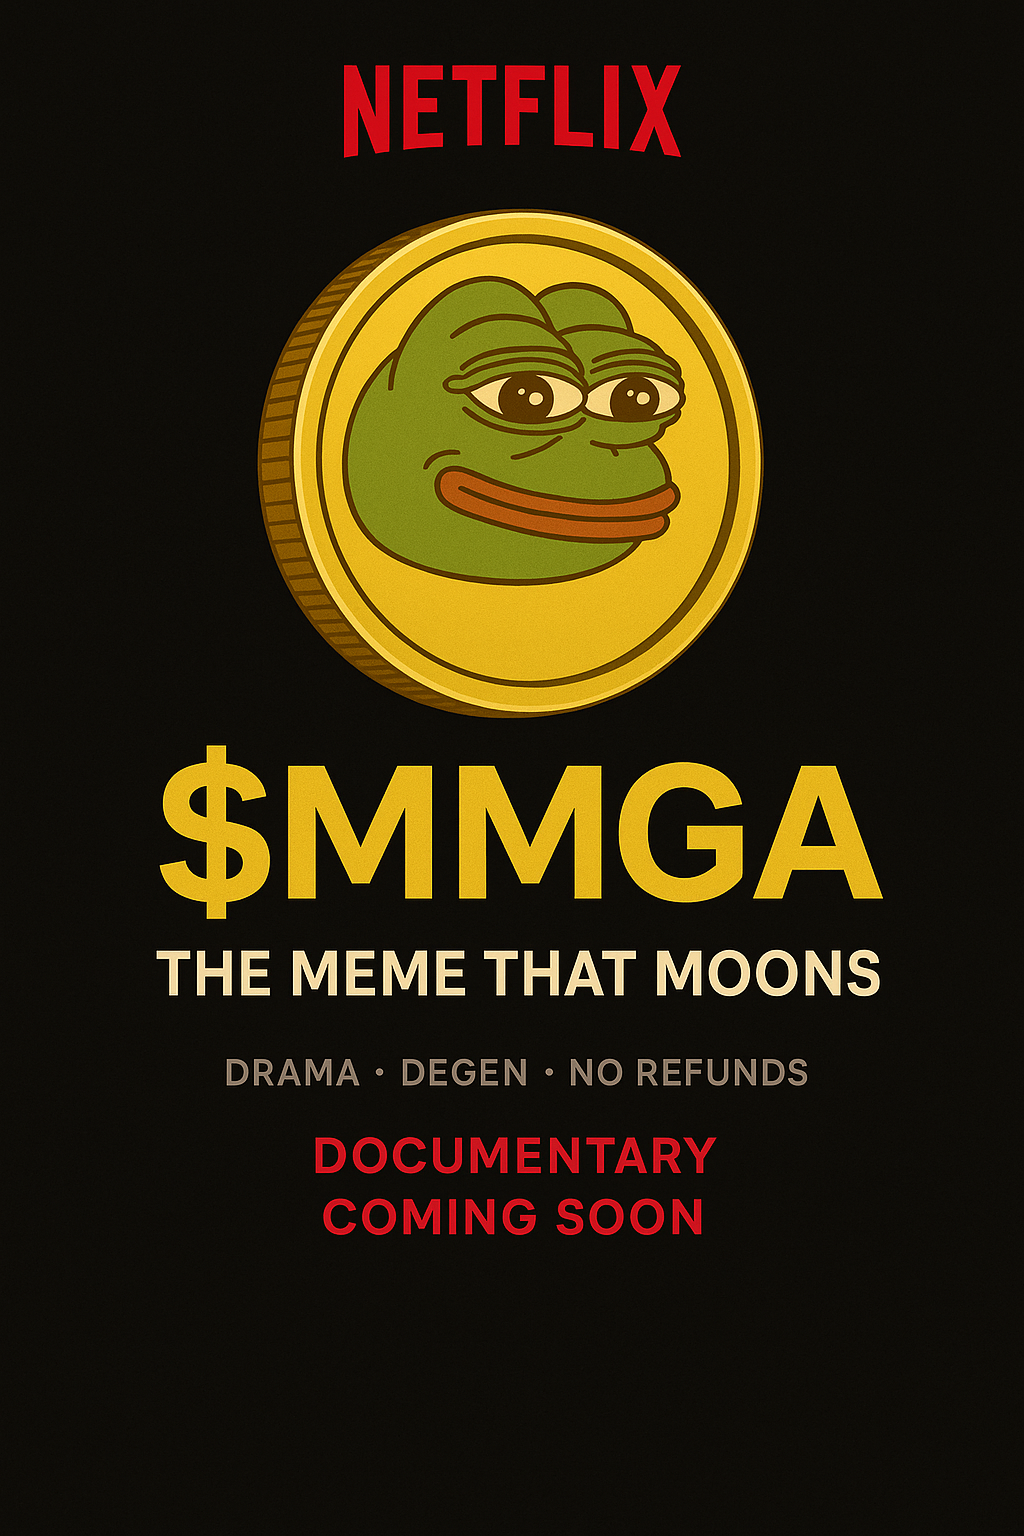 NETFLIX
$MMGA
THE MEME THAT MOONS
DRAMA • DEGEN • NO REFUNDS
DOCUMENTARY
COMING SOON